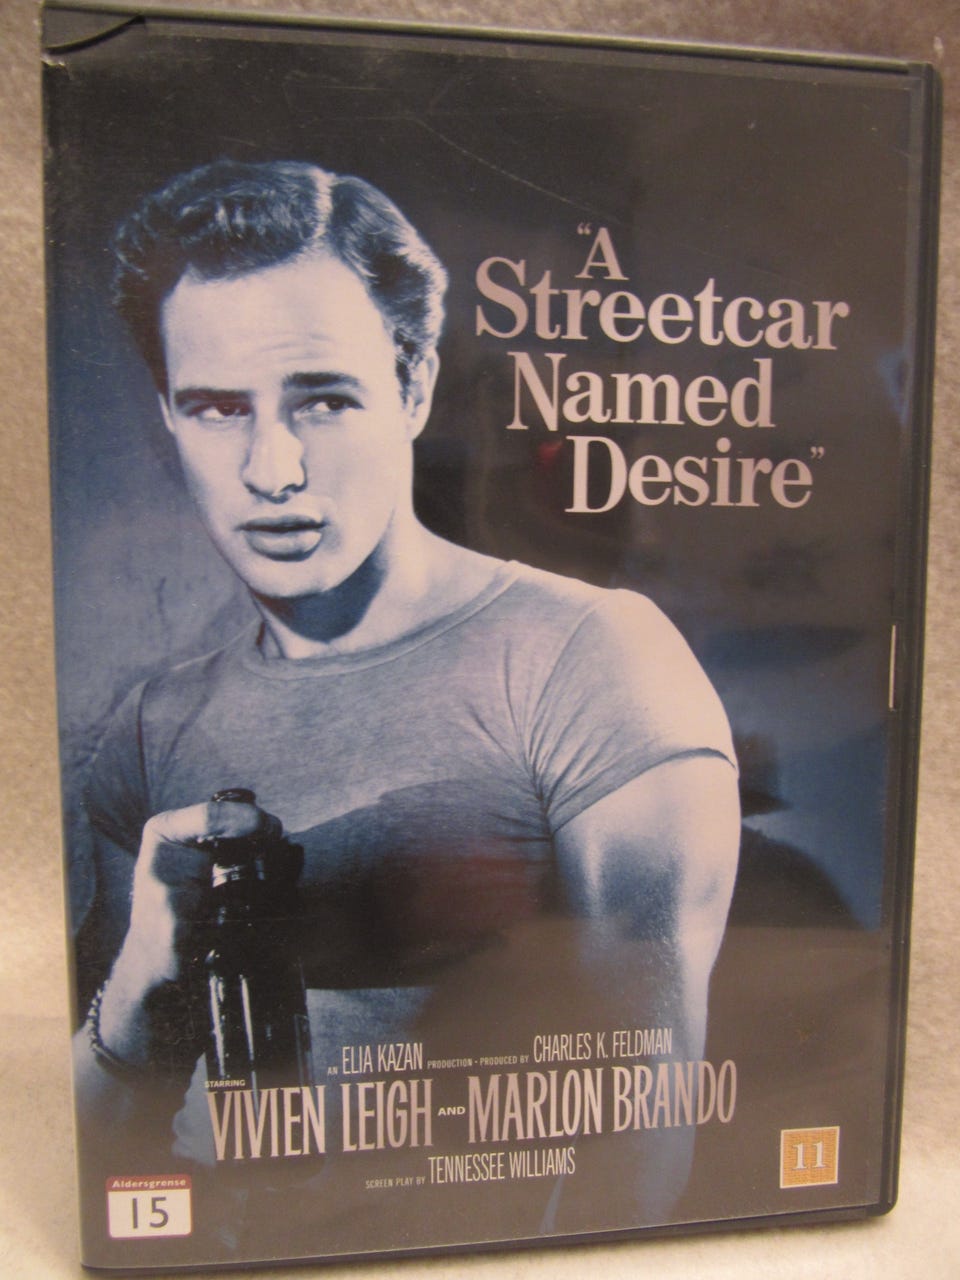 “A
Streetcar
Named
Desire”
AN ELIA KAZAN PRODUCTION · PRODUCED BY CHARLES K. FELDMAN
STARRING
VIVIEN LEIGH AND MARLON BRANDO
SCREEN PLAY BY TENNESSEE WILLIAMS
11
Aldersgrense
15